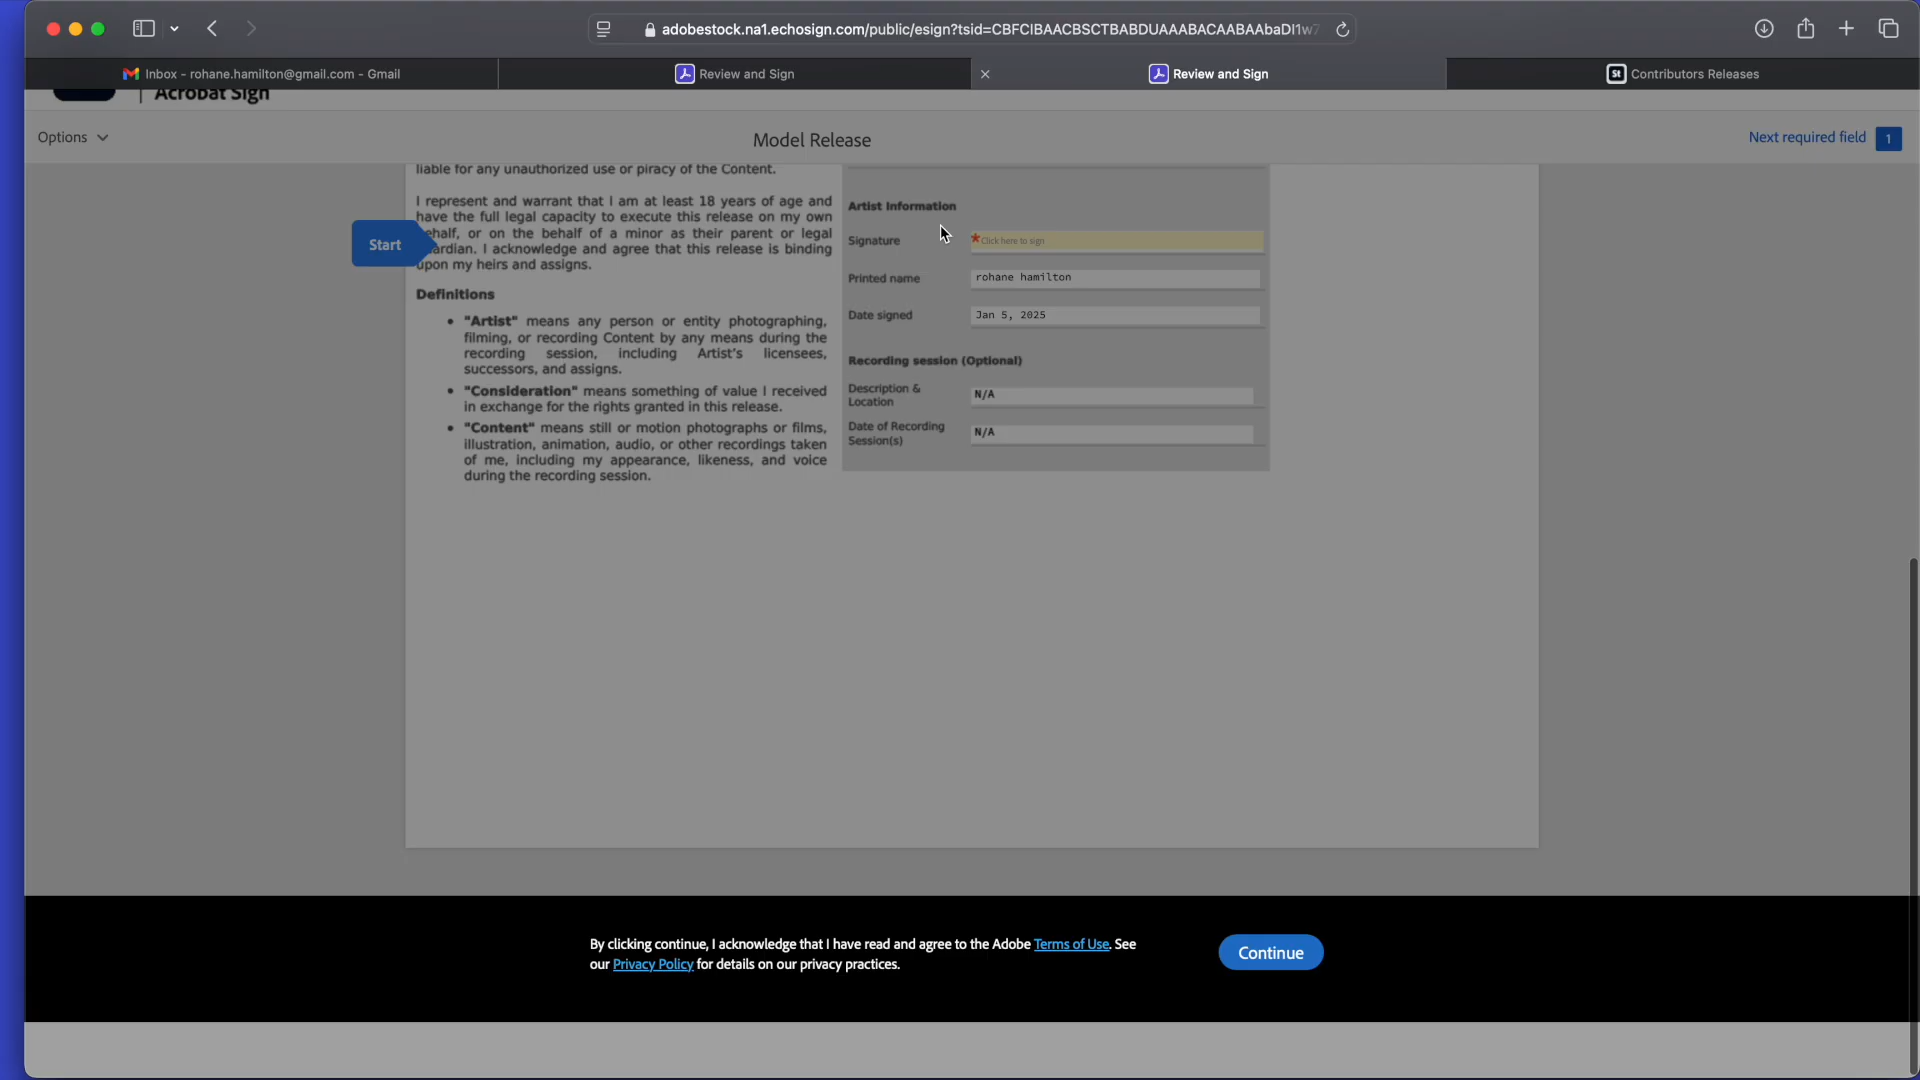 adobestock.na1.echosign.com/public/esign?tsid=CBFCIBAACBSCTBABDUAAABACAABAAbaDI1w7
Inbox - rohane.hamilton@gmail.com - Gmail
Review and Sign
Review and Sign
St Contributors Releases
Acrobat Sign
Options
Model Release
Next required field 1
liable for any unauthorized use or piracy of the Content.
I represent and warrant that I am at least 18 years of age and
have the full legal capacity to execute this release on my own
behalf, or on the behalf of a minor as their parent or legal
guardian. I acknowledge and agree that this release is binding
upon my heirs and assigns.
Start
Definitions
• "Artist" means any person or entity photographing,
filming, or recording Content by any means during the
recording session, including Artist's licensees,
successors, and assigns.
• "Consideration" means something of value I received
in exchange for the rights granted in this release.
• "Content" means still or motion photographs or films,
illustration, animation, audio, or other recordings taken
of me, including my appearance, likeness, and voice
during the recording session.
Artist Information
Signature * Click here to sign
Printed name rohane hamilton
Date signed Jan 5, 2025
Recording session (Optional)
Description &
Location N/A
Date of Recording
Session(s) N/A
By clicking continue, I acknowledge that I have read and agree to the Adobe Terms of Use. See
our Privacy Policy for details on our privacy practices.
Continue